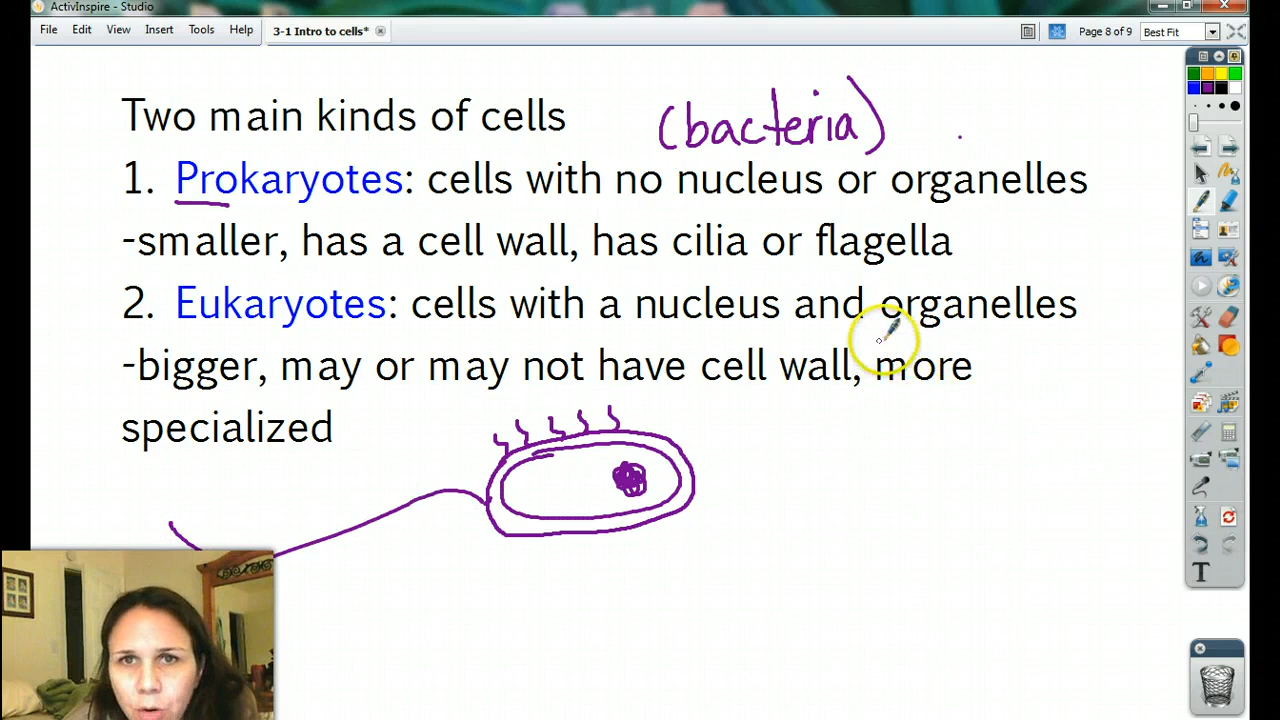 ActivInspire - Studio
File Edit View Insert Tools Help 3-1 Intro to cells* Page 8 of 9 Best Fit
Two main kinds of cells (bacteria)
1. Prokaryotes: cells with no nucleus or organelles
-smaller, has a cell wall, has cilia or flagella
2. Eukaryotes: cells with a nucleus and organelles
-bigger, may or may not have cell wall, more
specialized
T